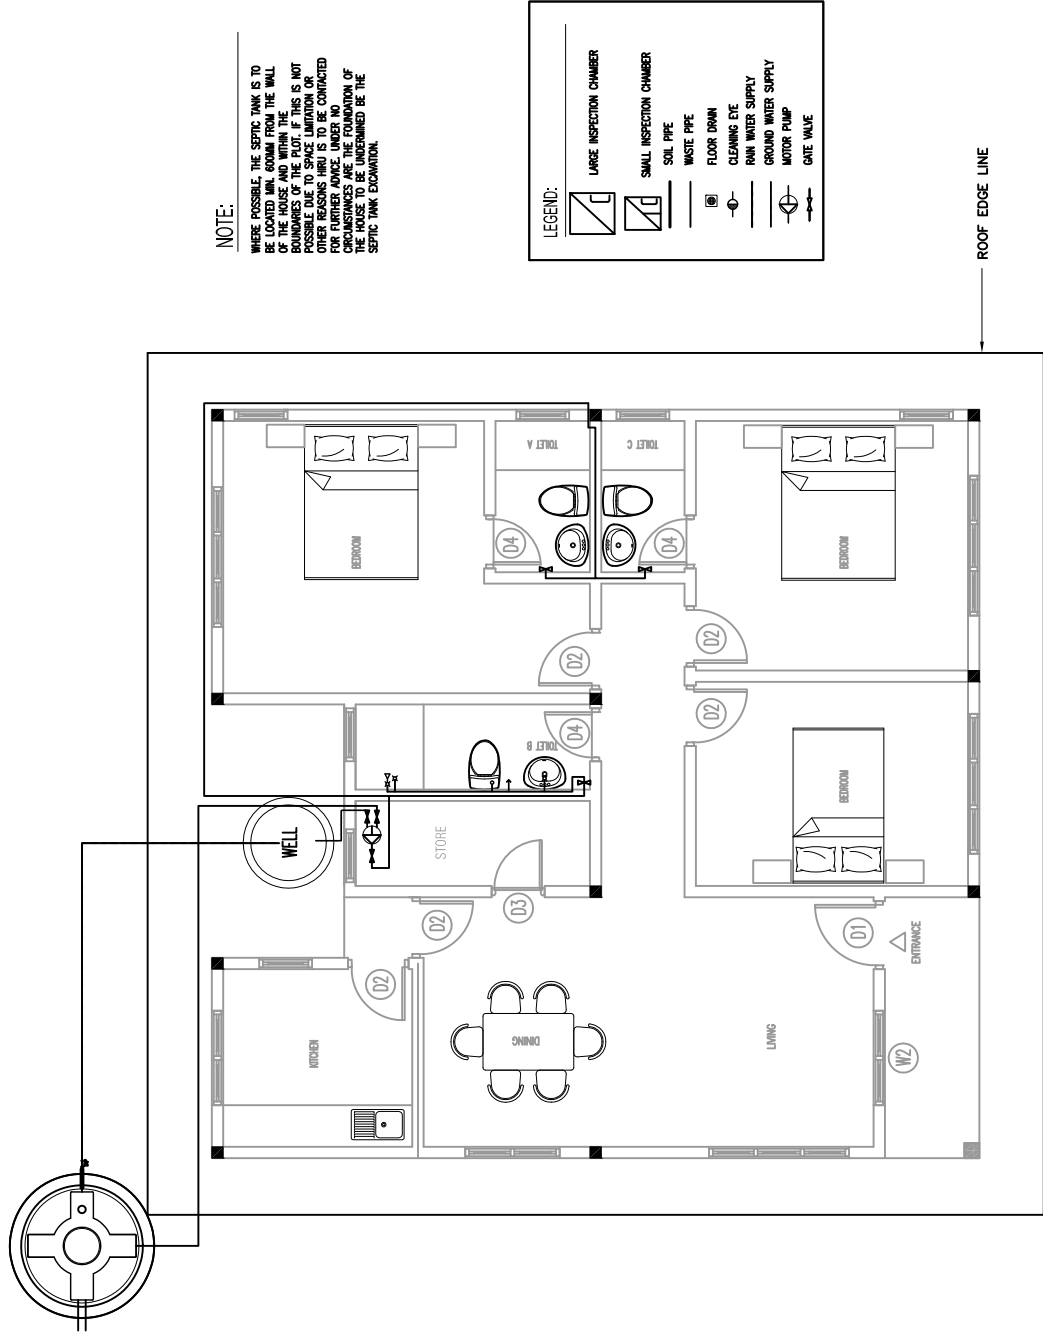 NOTE:
WHERE POSSIBLE, THE SEPTIC TANK IS TO
BE LOCATED MIN. 600MM FROM THE WALL
OF THE HOUSE AND WITHIN THE
BOUNDARIES OF THE PLOT. IF THIS IS NOT
POSSIBLE DUE TO SPACE LIMITATION OR
OTHER REASONS HIRU IS TO BE CONTACTED
FOR FURTHER ADVICE. UNDER NO
CIRCUMSTANCES ARE THE FOUNDATION OF
THE HOUSE TO BE UNDERMINED BE THE
SEPTIC TANK EXCAVATION.
LEGEND:
LARGE INSPECTION CHAMBER
SMALL INSPECTION CHAMBER
SOIL PIPE
WASTE PIPE
FLOOR DRAIN
CLEANING EYE
RAIN WATER SUPPLY
GROUND WATER SUPPLY
MOTOR PUMP
GATE VALVE
ROOF EDGE LINE
TOILET A
TOILET C
BEDROOM
D4
D4
BEDROOM
D2
D2
D2
D4
TOILET B
BEDROOM
WELL
STORE
D3
D2
D1
ENTRANCE
D2
KITCHEN
DINING
LIVING
W2